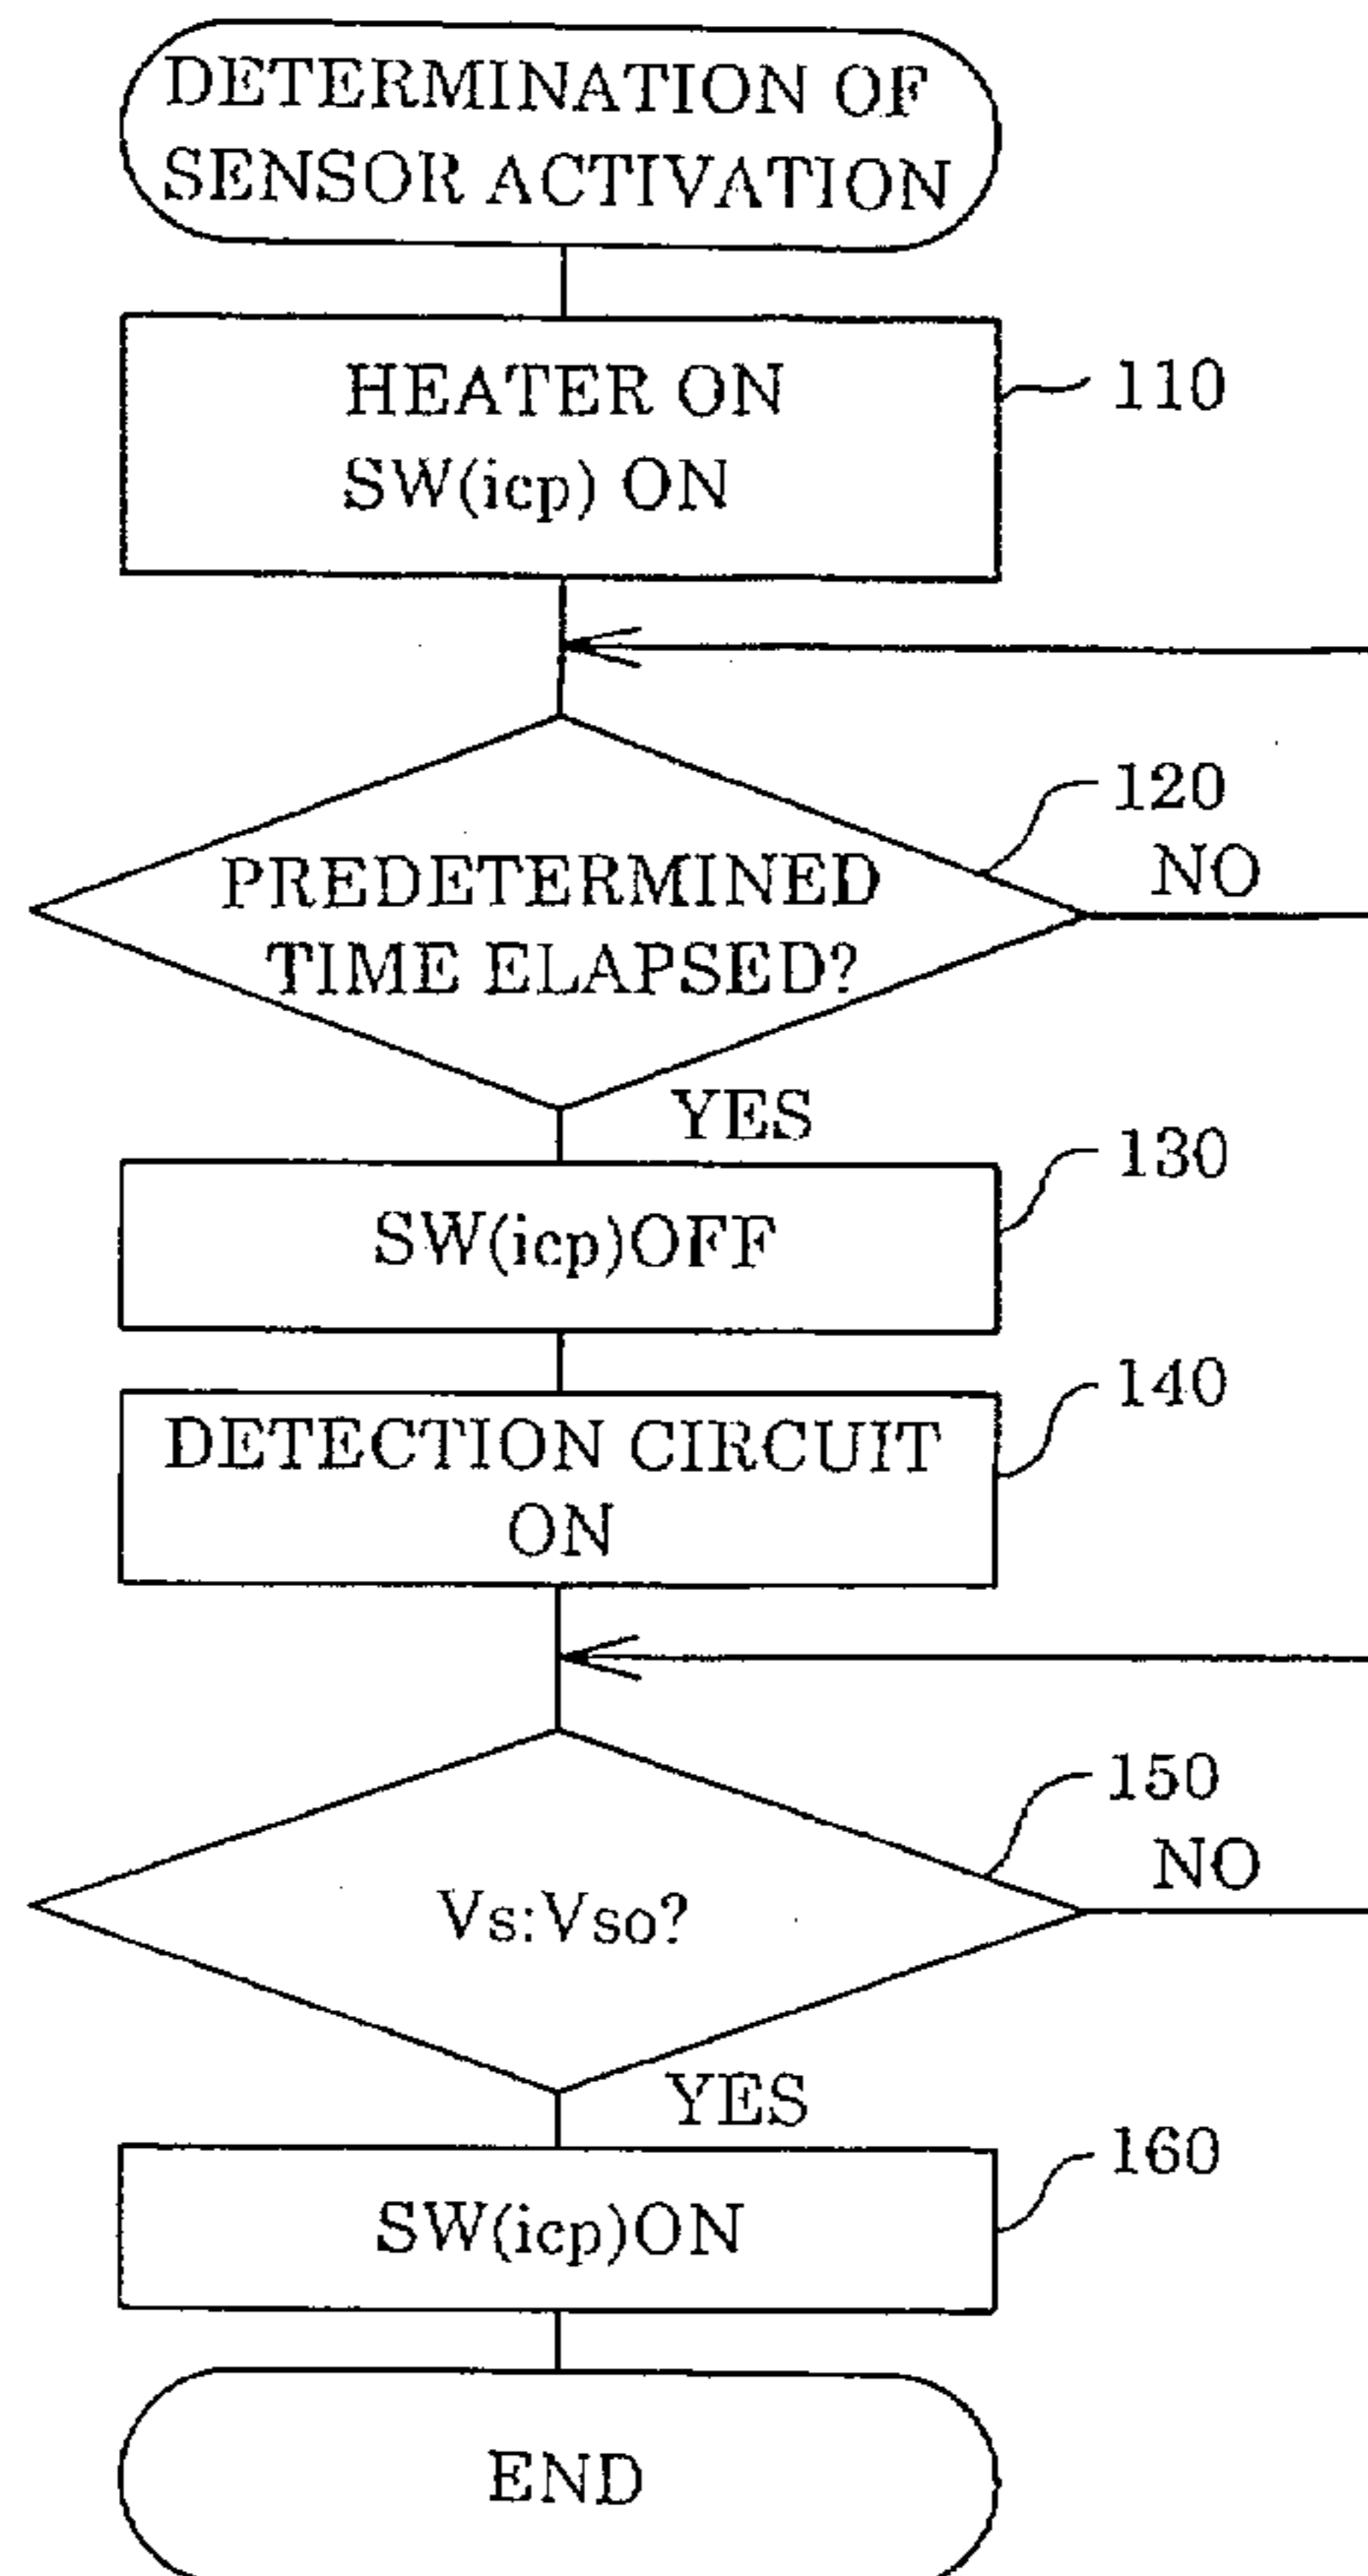 DETERMINATION OF
SENSOR ACTIVATION
HEATER ON
SW(icp) ON
110
120
NO
PREDETERMINED
TIME ELAPSED?
YES
130
SW(icp)OFF
140
DETECTION CIRCUIT
ON
150
NO
Vs:Vso?
YES
160
SW(icp)ON
END